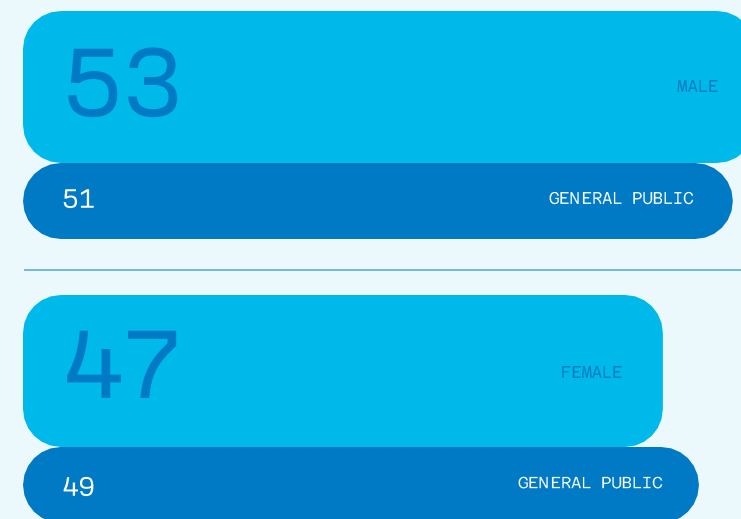 53
MALE
51
GENERAL PUBLIC
47
FEMALE
49
GENERAL PUBLIC